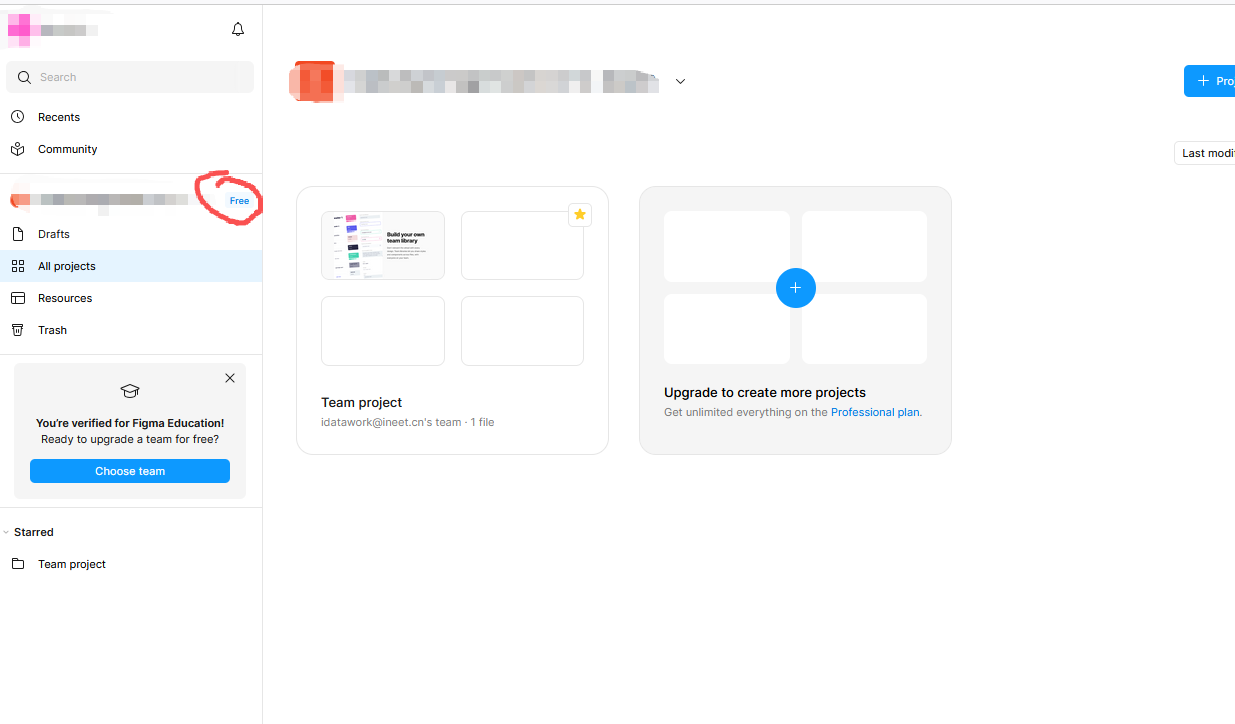 Search
Recents
Community
Free
Drafts
All projects
Resources
Trash
You're verified for Figma Education!
Ready to upgrade a team for free?
Choose team
Starred
Team project
+ Proj
Last modif
Build your own
team library
Team project
idatawork@ineet.cn's team · 1 file
Upgrade to create more projects
Get unlimited everything on the Professional plan.